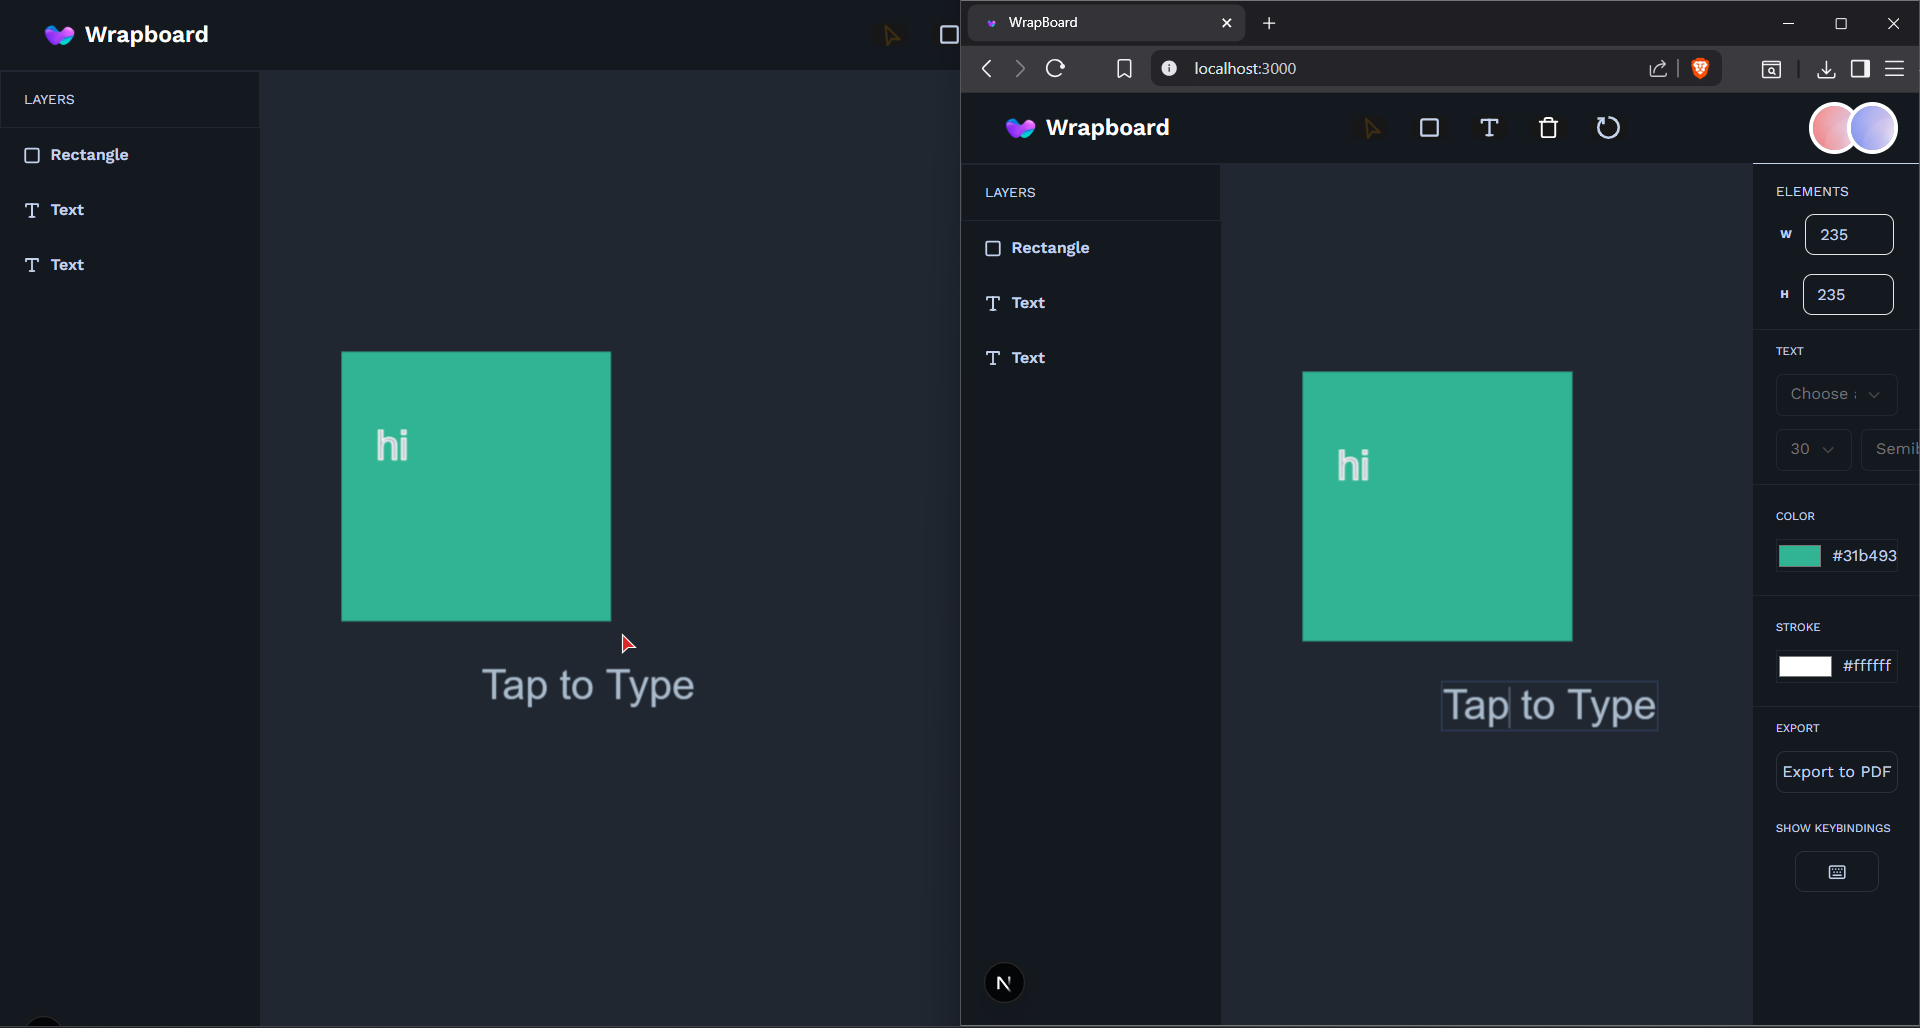 Wrapboard
LAYERS
Rectangle
Text
Text
hi
Tap to Type
WrapBoard
localhost:3000
Wrapboard
LAYERS
Rectangle
Text
Text
hi
Tap to Type
ELEMENTS
W 235
H 235
TEXT
Choose
30 Semib
COLOR
#31b493
STROKE
#ffffff
EXPORT
Export to PDF
SHOW KEYBINDINGS
N